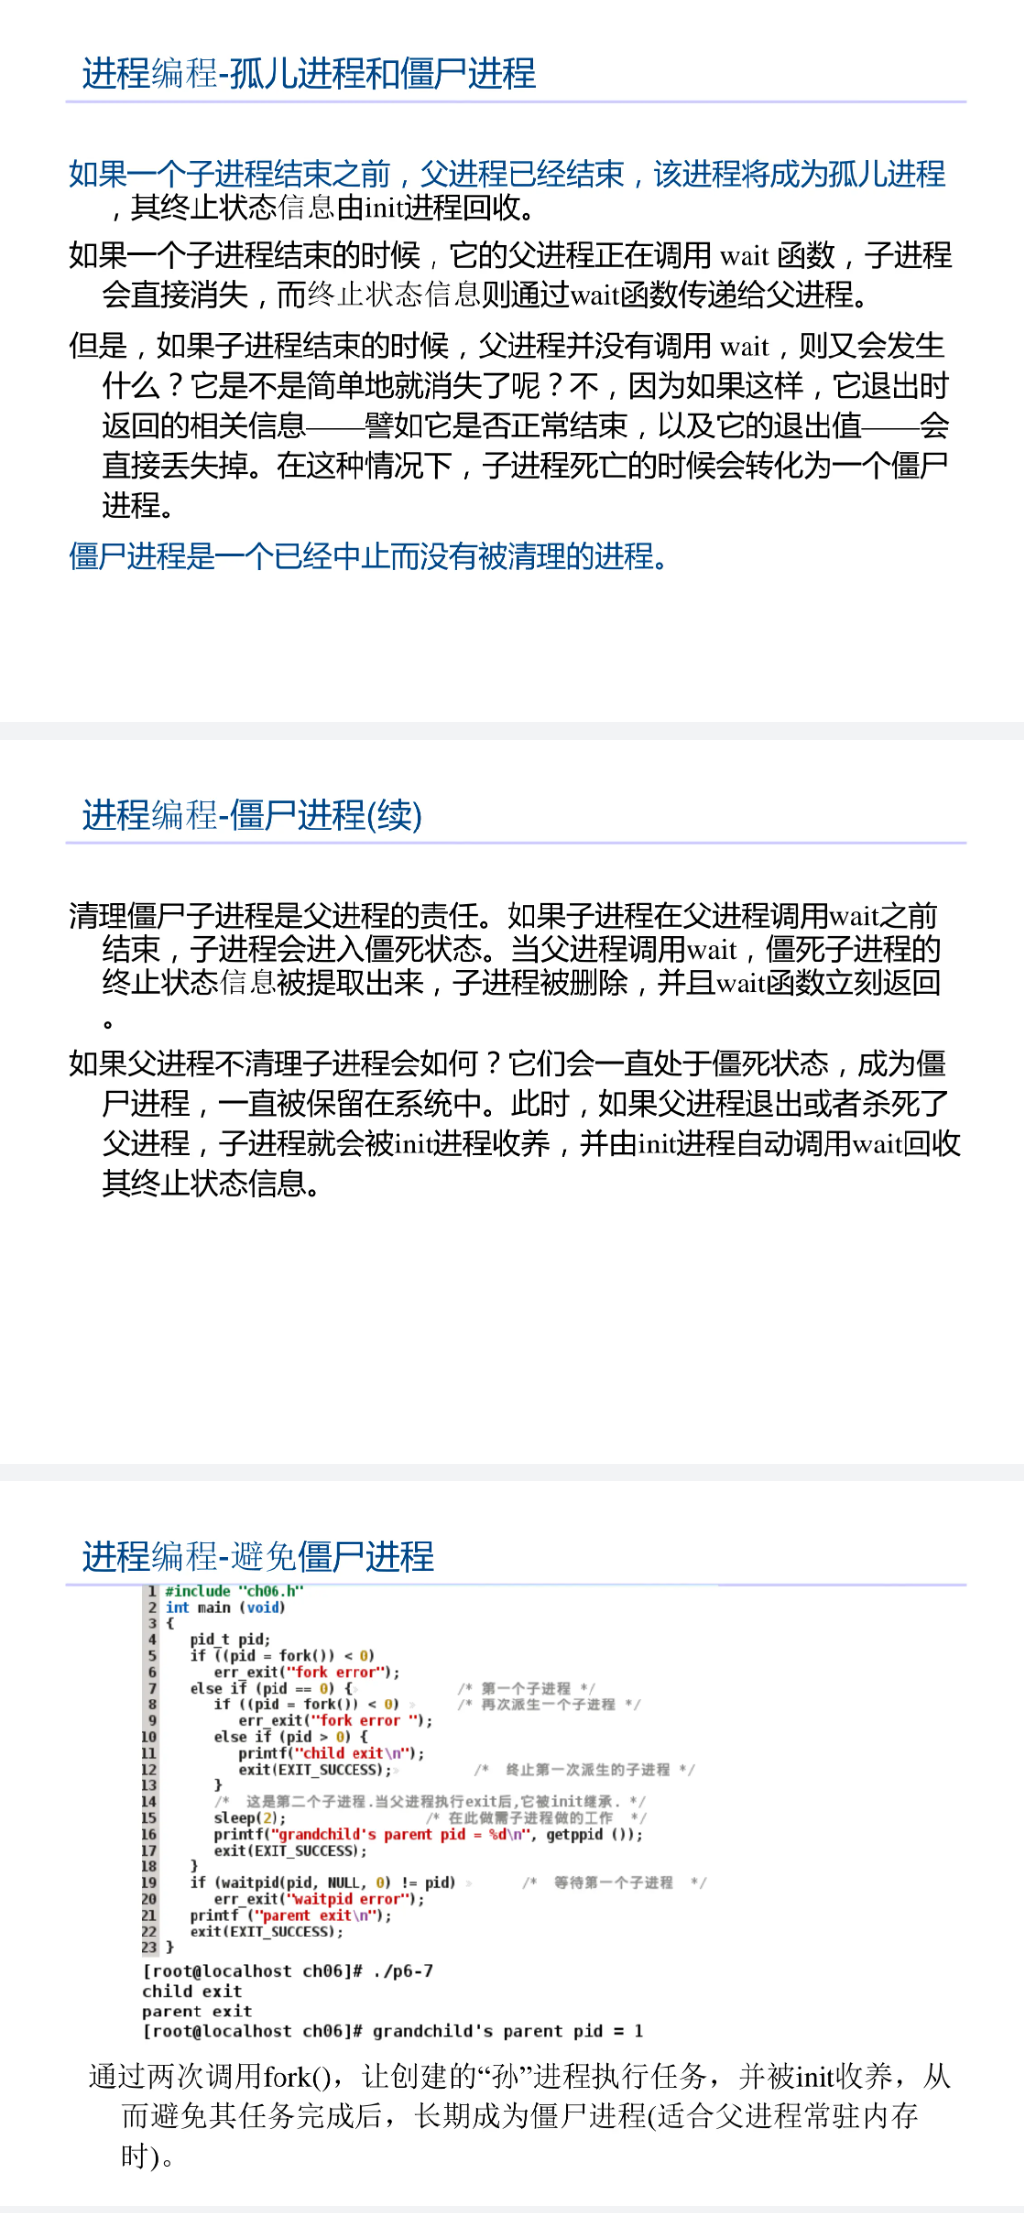 进程编程-孤儿进程和僵尸进程
如果一个子进程结束之前，父进程已经结束，该进程将成为孤儿进程
，其终止状态信息由init进程回收。
如果一个子进程结束的时候，它的父进程正在调用 wait 函数，子进程
会直接消失，而终止状态信息则通过wait函数传递给父进程。
但是，如果子进程结束的时候，父进程并没有调用 wait，则又会发生
什么？它是不是简单地就消失了呢？不，因为如果这样，它退出时
返回的相关信息——譬如它是否正常结束，以及它的退出值——会
直接丢失掉。在这种情况下，子进程死亡的时候会转化为一个僵尸
进程。
僵尸进程是一个已经中止而没有被清理的进程。
进程编程-僵尸进程(续)
清理僵尸子进程是父进程的责任。如果子进程在父进程调用wait之前
结束，子进程会进入僵死状态。当父进程调用wait，僵死子进程的
终止状态信息被提取出来，子进程被删除，并且wait函数立刻返回
。
如果父进程不清理子进程会如何？它们会一直处于僵死状态，成为僵
尸进程，一直被保留在系统中。此时，如果父进程退出或者杀死了
父进程，子进程就会被init进程收养，并由init进程自动调用wait回收
其终止状态信息。
进程编程-避免僵尸进程
1 #include "ch06.h"
2 int main (void)
3 {
4 pid_t pid;
5 if ((pid = fork()) < 0)
6 err_exit("fork error");
7 else if (pid == 0) { /* 第一个子进程 */
8 if ((pid = fork()) < 0) /* 再次派生一个子进程 */
9 err_exit("fork error ");
10 else if (pid > 0) {
11 printf("child exit\n");
12 exit(EXIT_SUCCESS); /* 终止第一次派生的子进程 */
13 }
14 /* 这是第二个子进程.当父进程执行exit后,它被init继承. */
15 sleep(2); /* 在此做需子进程做的工作 */
16 printf("grandchild's parent pid = %d\n", getppid ());
17 exit(EXIT_SUCCESS);
18 }
19 if (waitpid(pid, NULL, 0) != pid) /* 等待第一个子进程 */
20 err_exit("waitpid error");
21 printf ("parent exit\n");
22 exit(EXIT_SUCCESS);
23 }
[root@localhost ch06]# ./p6-7
child exit
parent exit
[root@localhost ch06]# grandchild's parent pid = 1
通过两次调用fork()，让创建的“孙”进程执行任务，并被init收养，从
而避免其任务完成后，长期成为僵尸进程(适合父进程常驻内存
时)。